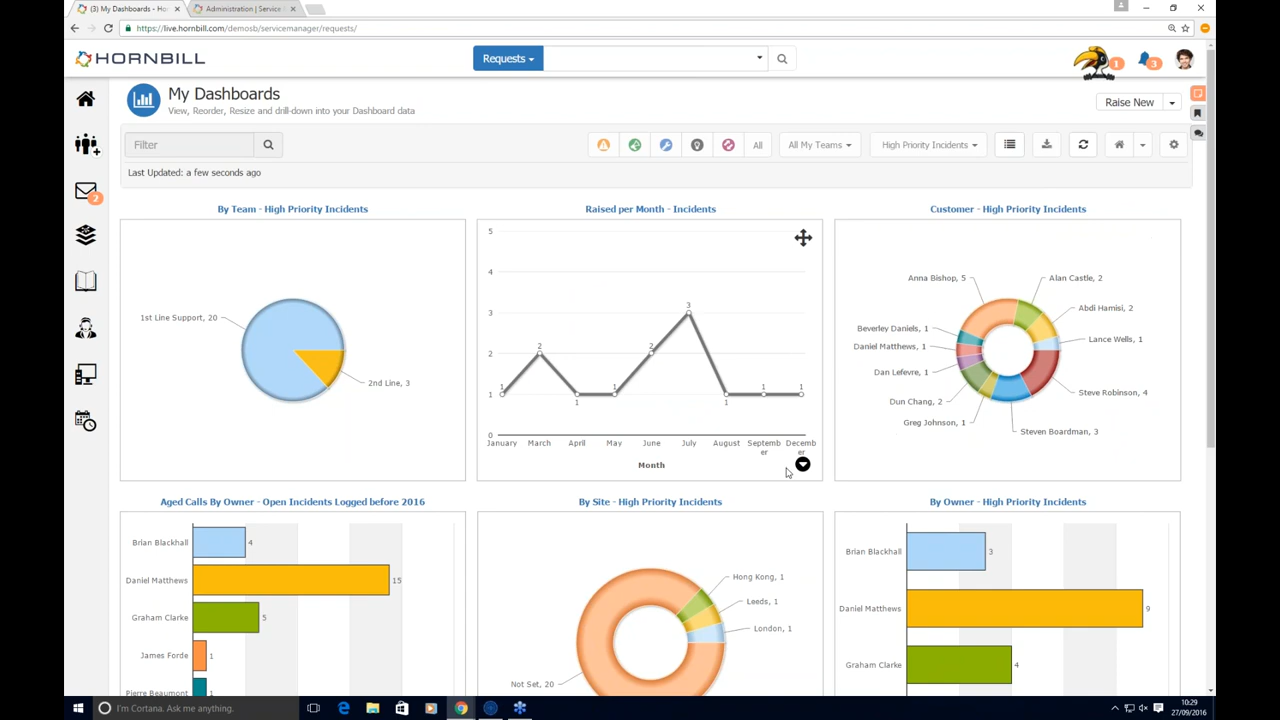 (3) My Dashboards - Ho
Administration | Service
https://live.hornbill.com/demosb/servicemanager/requests/
HORNBILL
Requests
1
3
My Dashboards
View, Reorder, Resize and drill-down into your Dashboard data
Raise New
Filter
All
All My Teams
High Priority Incidents
Last Updated: a few seconds ago
2
By Team - High Priority Incidents
1st Line Support, 20
2nd Line, 3
Raised per Month - Incidents
5
4
3
2
1
0
1
2
1
1
2
3
1
1
1
January
March
April
May
June
July
August
Septemb
er
Decemb
er
Month
Customer - High Priority Incidents
Anna Bishop, 5
Alan Castle, 2
Abdi Hamisi, 2
Beverley Daniels, 1
Lance Wells, 1
Daniel Matthews, 1
Dan Lefevre, 1
Steve Robinson, 4
Dun Chang, 2
Greg Johnson, 1
Steven Boardman, 3
Aged Calls By Owner - Open Incidents Logged before 2016
Brian Blackhall
4
Daniel Matthews
15
Graham Clarke
5
James Forde
1
Pierre Beaumont
1
By Site - High Priority Incidents
Hong Kong, 1
Leeds, 1
London, 1
Not Set, 20
By Owner - High Priority Incidents
Brian Blackhall
3
Daniel Matthews
9
Graham Clarke
4
I'm Cortana. Ask me anything.
10:29
27/09/2016